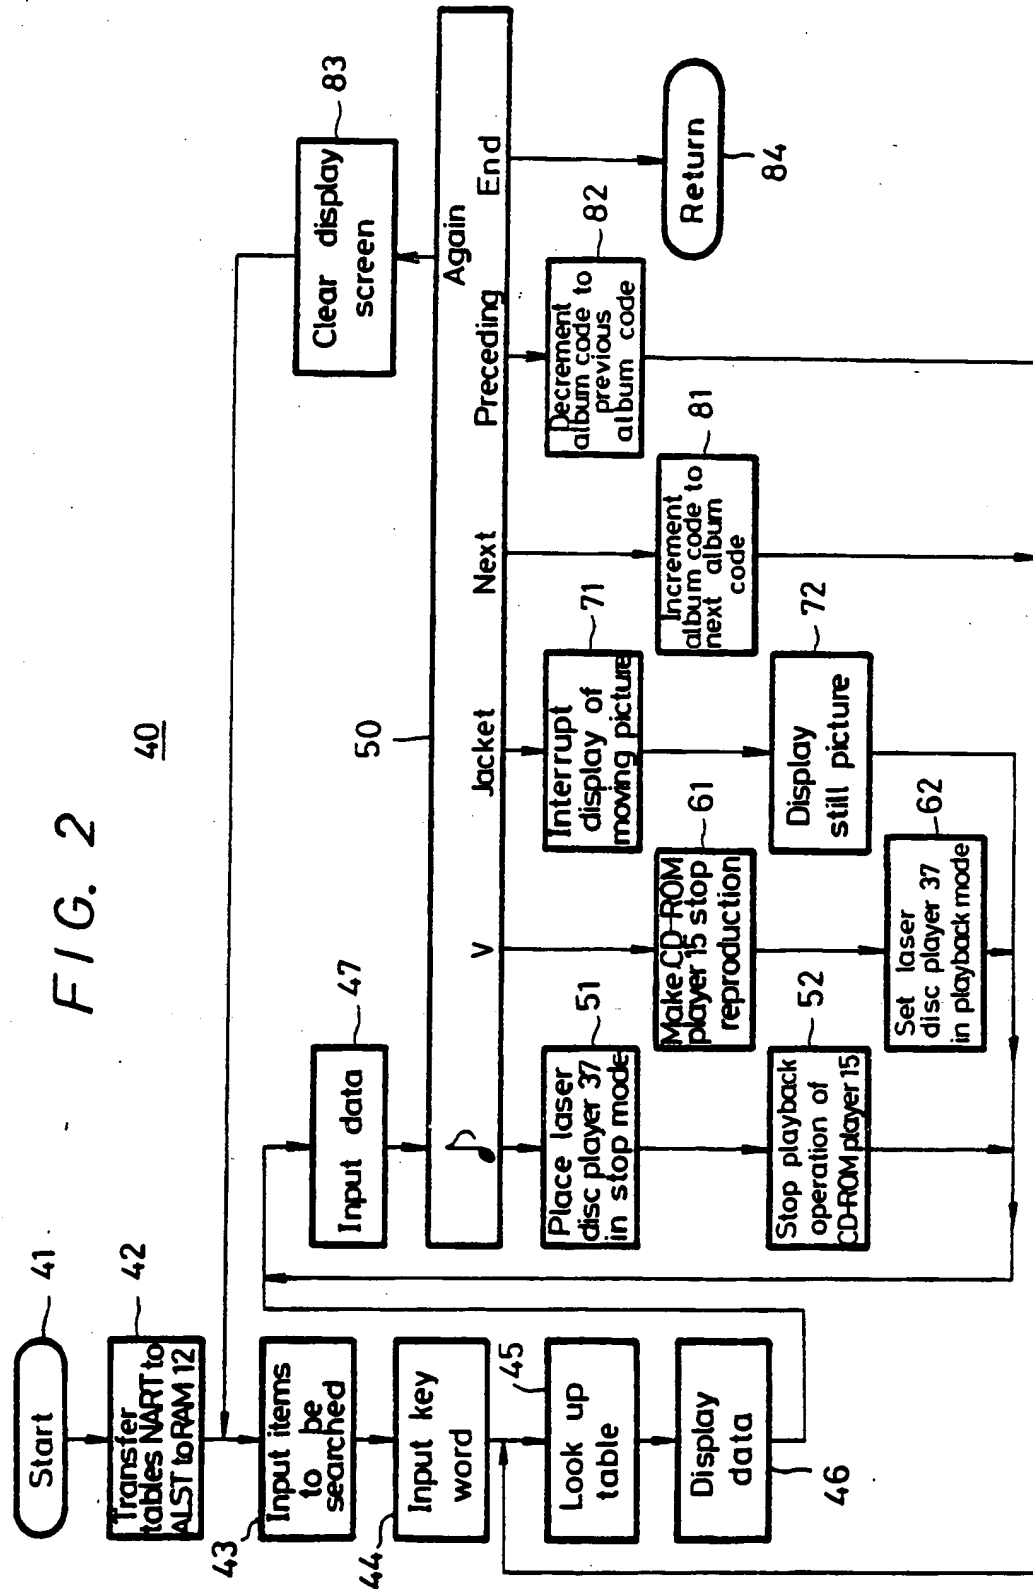 FIG. 2
40
Start
41
Transfer
tables NART to
ALST to RAM 12
42
Input items
to be
searched
43
Input key
word
44
Look up
table
45
Display
data
46
Input data
47
50
♪
V
Jacket
Next
Preceding
Again
End
Place laser
disc player 37
in stop mode
51
Stop playback
operation of
CD-ROM player 15
52
Make CD-ROM
player 15 stop
reproduction
61
Set laser
disc player 37
in playback mode
62
Interrupt
display of
moving picture
71
Display
still picture
72
Increment
album code to
next album
code
81
Decrement
album code to
previous
album code
82
Clear display
screen
83
Return
84